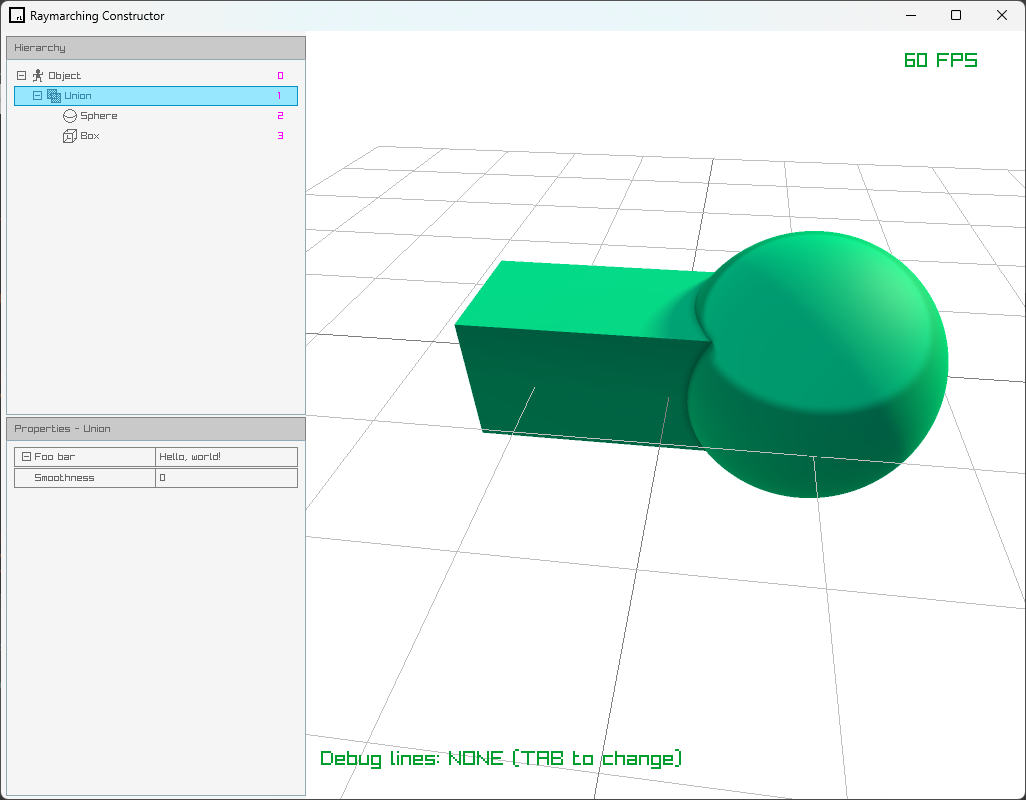 Raymarching Constructor
Hierarchy
60 FPS
Object 0
Union 1
Sphere 2
Box 3
Properties - Union
Foo bar Hello, world!
Smoothness 0
Debug lines: NONE (TAB to change)